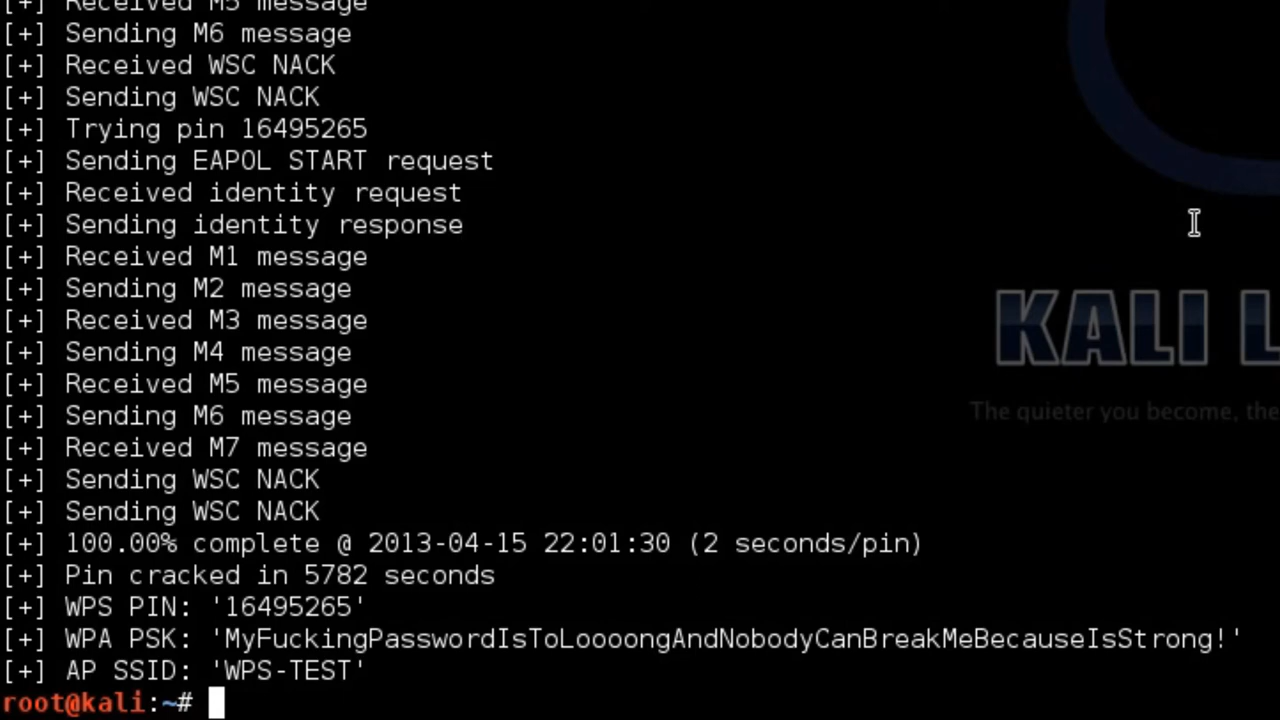 [+] Received M5 message
[+] Sending M6 message
[+] Received WSC NACK
[+] Sending WSC NACK
[+] Trying pin 16495265
[+] Sending EAPOL START request
[+] Received identity request
[+] Sending identity response
[+] Received M1 message
[+] Sending M2 message
[+] Received M3 message
[+] Sending M4 message
[+] Received M5 message
[+] Sending M6 message
[+] Received M7 message
[+] Sending WSC NACK
[+] Sending WSC NACK
[+] 100.00% complete @ 2013-04-15 22:01:30 (2 seconds/pin)
[+] Pin cracked in 5782 seconds
[+] WPS PIN: '16495265'
[+] WPA PSK: 'MyFuckingPasswordIsToLoooongAndNobodyCanBreakMeBecauseIsStrong!'
[+] AP SSID: 'WPS-TEST'
root@kali:~#
KALI L
The quieter you become, the